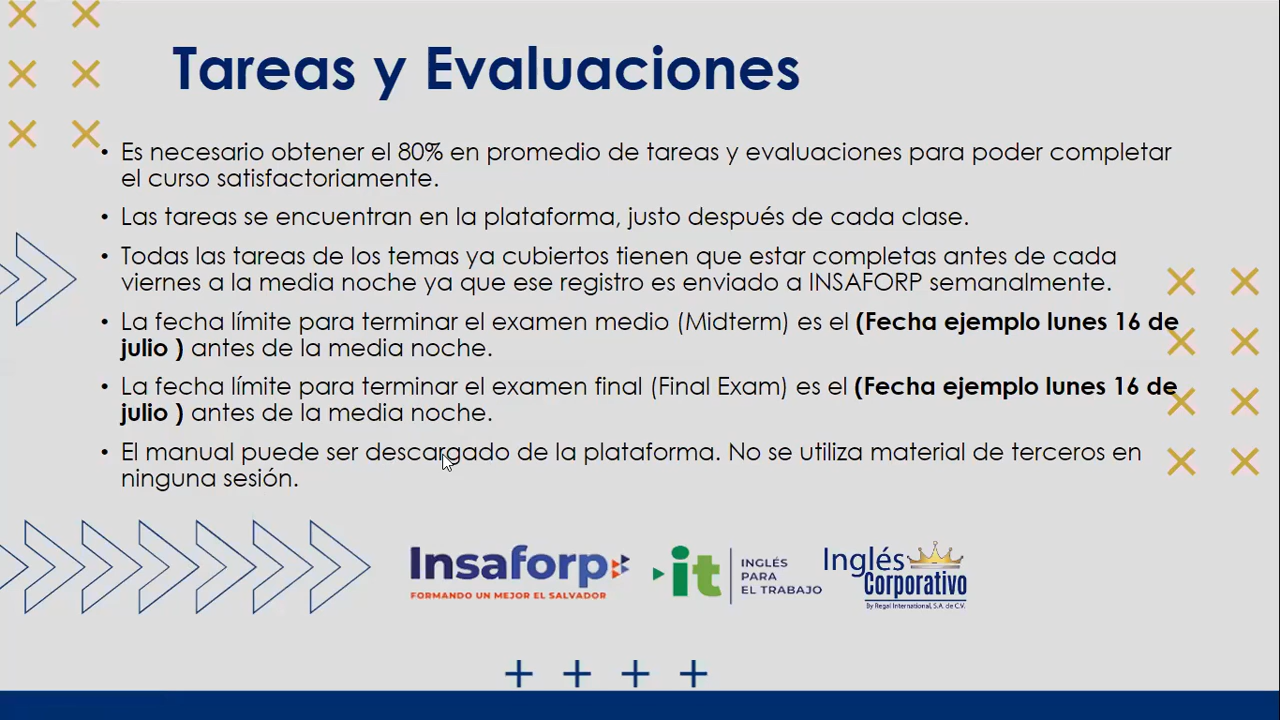 Tareas y Evaluaciones
• Es necesario obtener el 80% en promedio de tareas y evaluaciones para poder completar
el curso satisfactoriamente.
• Las tareas se encuentran en la plataforma, justo después de cada clase.
• Todas las tareas de los temas ya cubiertos tienen que estar completas antes de cada
viernes a la media noche ya que ese registro es enviado a INSAFORP semanalmente.
• La fecha límite para terminar el examen medio (Midterm) es el (Fecha ejemplo lunes 16 de
julio ) antes de la media noche.
• La fecha límite para terminar el examen final (Final Exam) es el (Fecha ejemplo lunes 16 de
julio ) antes de la media noche.
• El manual puede ser descargado de la plataforma. No se utiliza material de terceros en
ninguna sesión.
Insaforp
FORMANDO UN MEJOR EL SALVADOR
it
INGLÉS
PARA
EL TRABAJO
Inglés
Corporativo
By Regal International, S.A. de C.V.